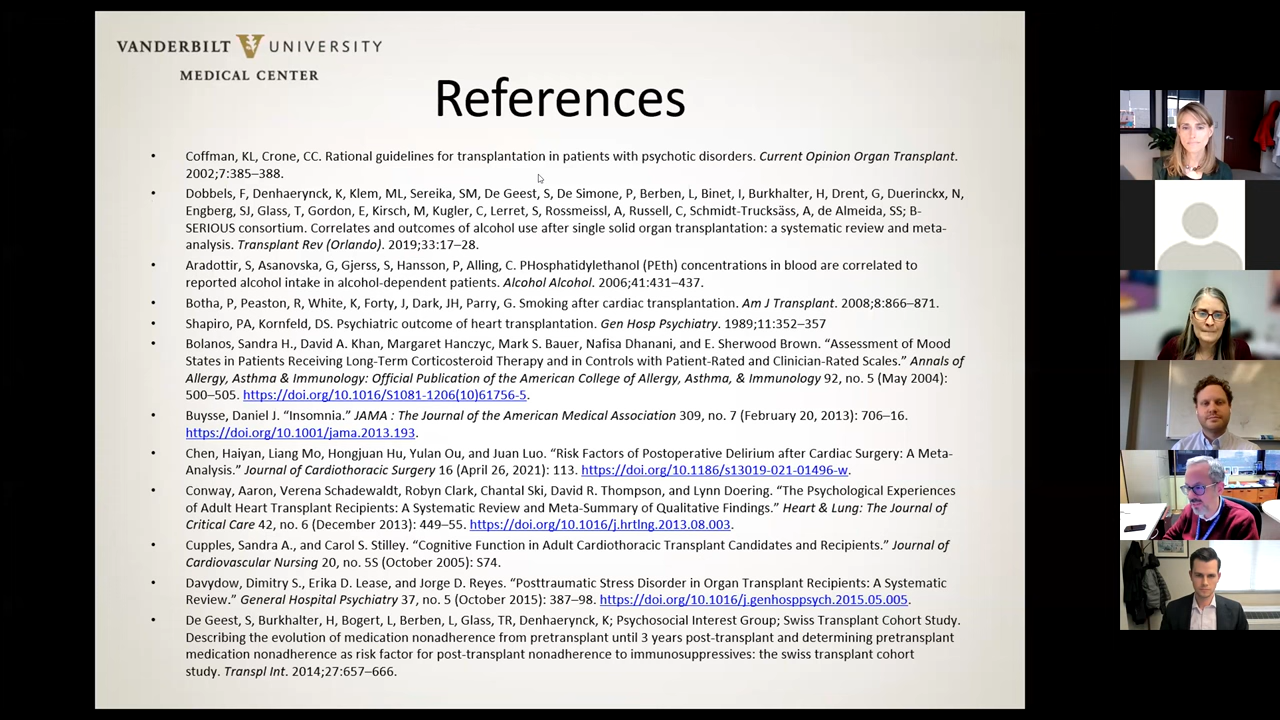 VANDERBILT V UNIVERSITY
MEDICAL CENTER
References
• Coffman, KL, Crone, CC. Rational guidelines for transplantation in patients with psychotic disorders. Current Opinion Organ Transplant.
2002;7:385–388.
• Dobbels, F, Denhaerynck, K, Klem, ML, Sereika, SM, De Geest, S, De Simone, P, Berben, L, Binet, I, Burkhalter, H, Drent, G, Duerinckx, N,
Engberg, SJ, Glass, T, Gordon, E, Kirsch, M, Kugler, C, Lerret, S, Rossmeissl, A, Russell, C, Schmidt-Trucksäss, A, de Almeida, SS; B-
SERIOUS consortium. Correlates and outcomes of alcohol use after single solid organ transplantation: a systematic review and meta-
analysis. Transplant Rev (Orlando). 2019;33:17–28.
• Aradottir, S, Asanovska, G, Gjerss, S, Hansson, P, Alling, C. PHosphatidylethanol (PEth) concentrations in blood are correlated to
reported alcohol intake in alcohol-dependent patients. Alcohol Alcohol. 2006;41:431–437.
• Botha, P, Peaston, R, White, K, Forty, J, Dark, JH, Parry, G. Smoking after cardiac transplantation. Am J Transplant. 2008;8:866–871.
• Shapiro, PA, Kornfeld, DS. Psychiatric outcome of heart transplantation. Gen Hosp Psychiatry. 1989;11:352–357
• Bolanos, Sandra H., David A. Khan, Margaret Hanczyc, Mark S. Bauer, Nafisa Dhanani, and E. Sherwood Brown. “Assessment of Mood
States in Patients Receiving Long-Term Corticosteroid Therapy and in Controls with Patient-Rated and Clinician-Rated Scales.” Annals of
Allergy, Asthma & Immunology: Official Publication of the American College of Allergy, Asthma, & Immunology 92, no. 5 (May 2004):
500–505. https://doi.org/10.1016/S1081-1206(10)61756-5.
• Buysse, Daniel J. “Insomnia.” JAMA : The Journal of the American Medical Association 309, no. 7 (February 20, 2013): 706–16.
https://doi.org/10.1001/jama.2013.193.
• Chen, Haiyan, Liang Mo, Hongjuan Hu, Yulan Ou, and Juan Luo. “Risk Factors of Postoperative Delirium after Cardiac Surgery: A Meta-
Analysis.” Journal of Cardiothoracic Surgery 16 (April 26, 2021): 113. https://doi.org/10.1186/s13019-021-01496-w.
• Conway, Aaron, Verena Schadewaldt, Robyn Clark, Chantal Ski, David R. Thompson, and Lynn Doering. “The Psychological Experiences
of Adult Heart Transplant Recipients: A Systematic Review and Meta-Summary of Qualitative Findings.” Heart & Lung: The Journal of
Critical Care 42, no. 6 (December 2013): 449–55. https://doi.org/10.1016/j.hrtlng.2013.08.003.
• Cupples, Sandra A., and Carol S. Stilley. “Cognitive Function in Adult Cardiothoracic Transplant Candidates and Recipients.” Journal of
Cardiovascular Nursing 20, no. 5S (October 2005): S74.
• Davydow, Dimitry S., Erika D. Lease, and Jorge D. Reyes. “Posttraumatic Stress Disorder in Organ Transplant Recipients: A Systematic
Review.” General Hospital Psychiatry 37, no. 5 (October 2015): 387–98. https://doi.org/10.1016/j.genhosppsych.2015.05.005.
• De Geest, S, Burkhalter, H, Bogert, L, Berben, L, Glass, TR, Denhaerynck, K; Psychosocial Interest Group; Swiss Transplant Cohort Study.
Describing the evolution of medication nonadherence from pretransplant until 3 years post-transplant and determining pretransplant
medication nonadherence as risk factor for post-transplant nonadherence to immunosuppressives: the swiss transplant cohort
study. Transpl Int. 2014;27:657–666.